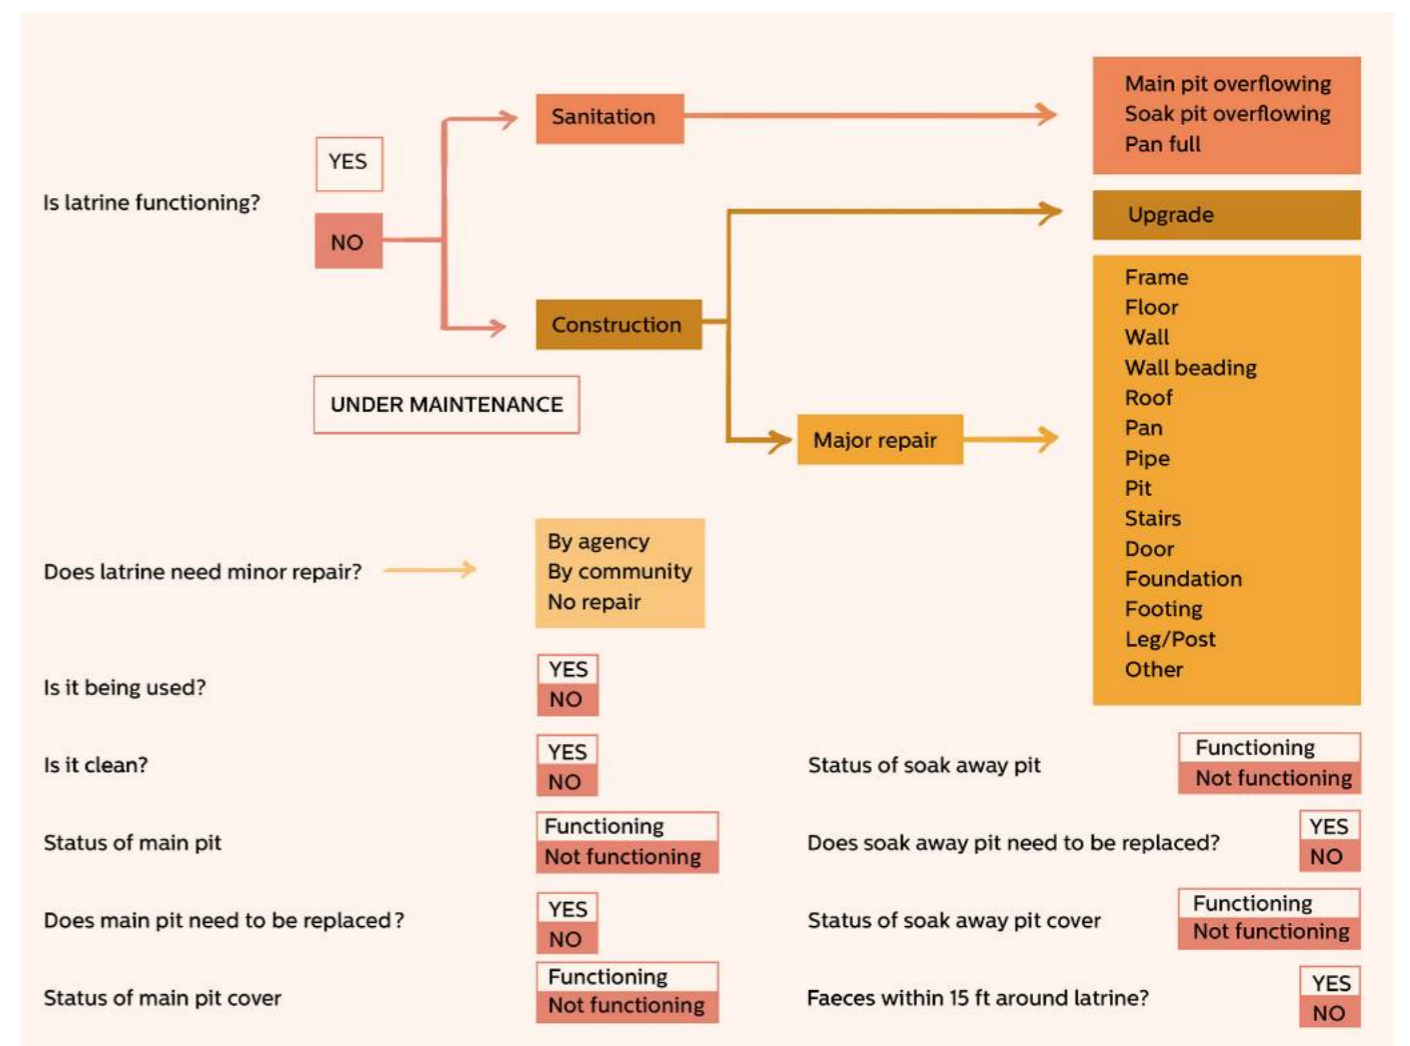 Is latrine functioning?
YES
NO
UNDER MAINTENANCE
Sanitation
Main pit overflowing
Soak pit overflowing
Pan full
Construction
Upgrade
Major repair
Frame
Floor
Wall
Wall beading
Roof
Pan
Pipe
Pit
Stairs
Door
Foundation
Footing
Leg/Post
Other
Does latrine need minor repair?
By agency
By community
No repair
Is it being used?
YES
NO
Is it clean?
YES
NO
Status of main pit
Functioning
Not functioning
Does main pit need to be replaced?
YES
NO
Status of main pit cover
Functioning
Not functioning
Status of soak away pit
Functioning
Not functioning
Does soak away pit need to be replaced?
YES
NO
Status of soak away pit cover
Functioning
Not functioning
Faeces within 15 ft around latrine?
YES
NO